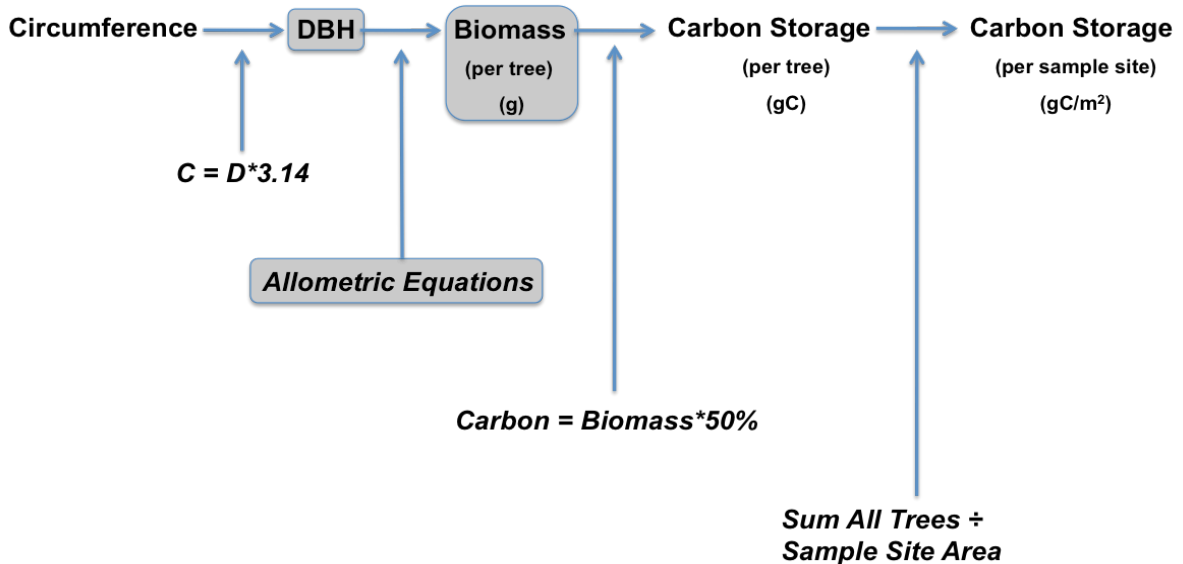 Circumference
DBH
Biomass
(per tree)
(g)
Carbon Storage
(per tree)
(gC)
Carbon Storage
(per sample site)
(gC/m²)
C = D*3.14
Allometric Equations
Carbon = Biomass*50%
Sum All Trees ÷
Sample Site Area